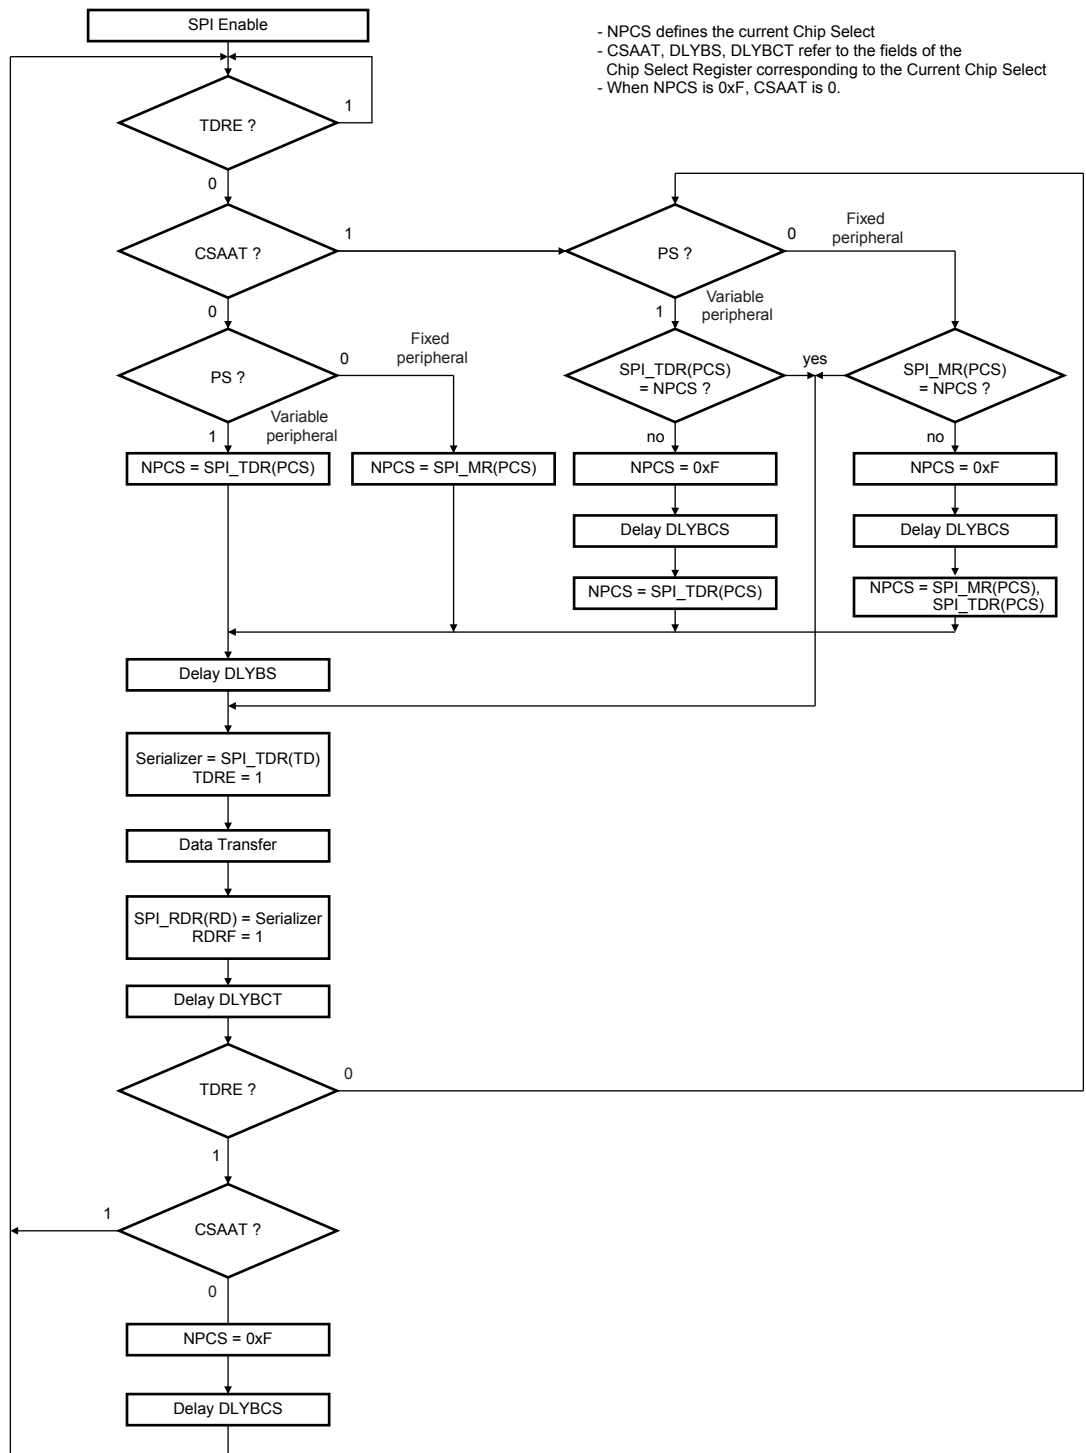 SPI Enable
- NPCS defines the current Chip Select
- CSAAT, DLYBS, DLYBCT refer to the fields of the
Chip Select Register corresponding to the Current Chip Select
- When NPCS is 0xF, CSAAT is 0.
TDRE ?
1
0
CSAAT ?
1
0
PS ?
0
Fixed
peripheral
1
Variable
peripheral
PS ?
0
Fixed
peripheral
1
Variable
peripheral
SPI_TDR(PCS)
= NPCS ?
yes
SPI_MR(PCS)
= NPCS ?
no
no
NPCS = SPI_TDR(PCS)
NPCS = SPI_MR(PCS)
NPCS = 0xF
NPCS = 0xF
Delay DLYBCS
Delay DLYBCS
NPCS = SPI_TDR(PCS)
NPCS = SPI_MR(PCS),
SPI_TDR(PCS)
Delay DLYBS
Serializer = SPI_TDR(TD)
TDRE = 1
Data Transfer
SPI_RDR(RD) = Serializer
RDRF = 1
Delay DLYBCT
TDRE ?
0
1
CSAAT ?
1
0
NPCS = 0xF
Delay DLYBCS